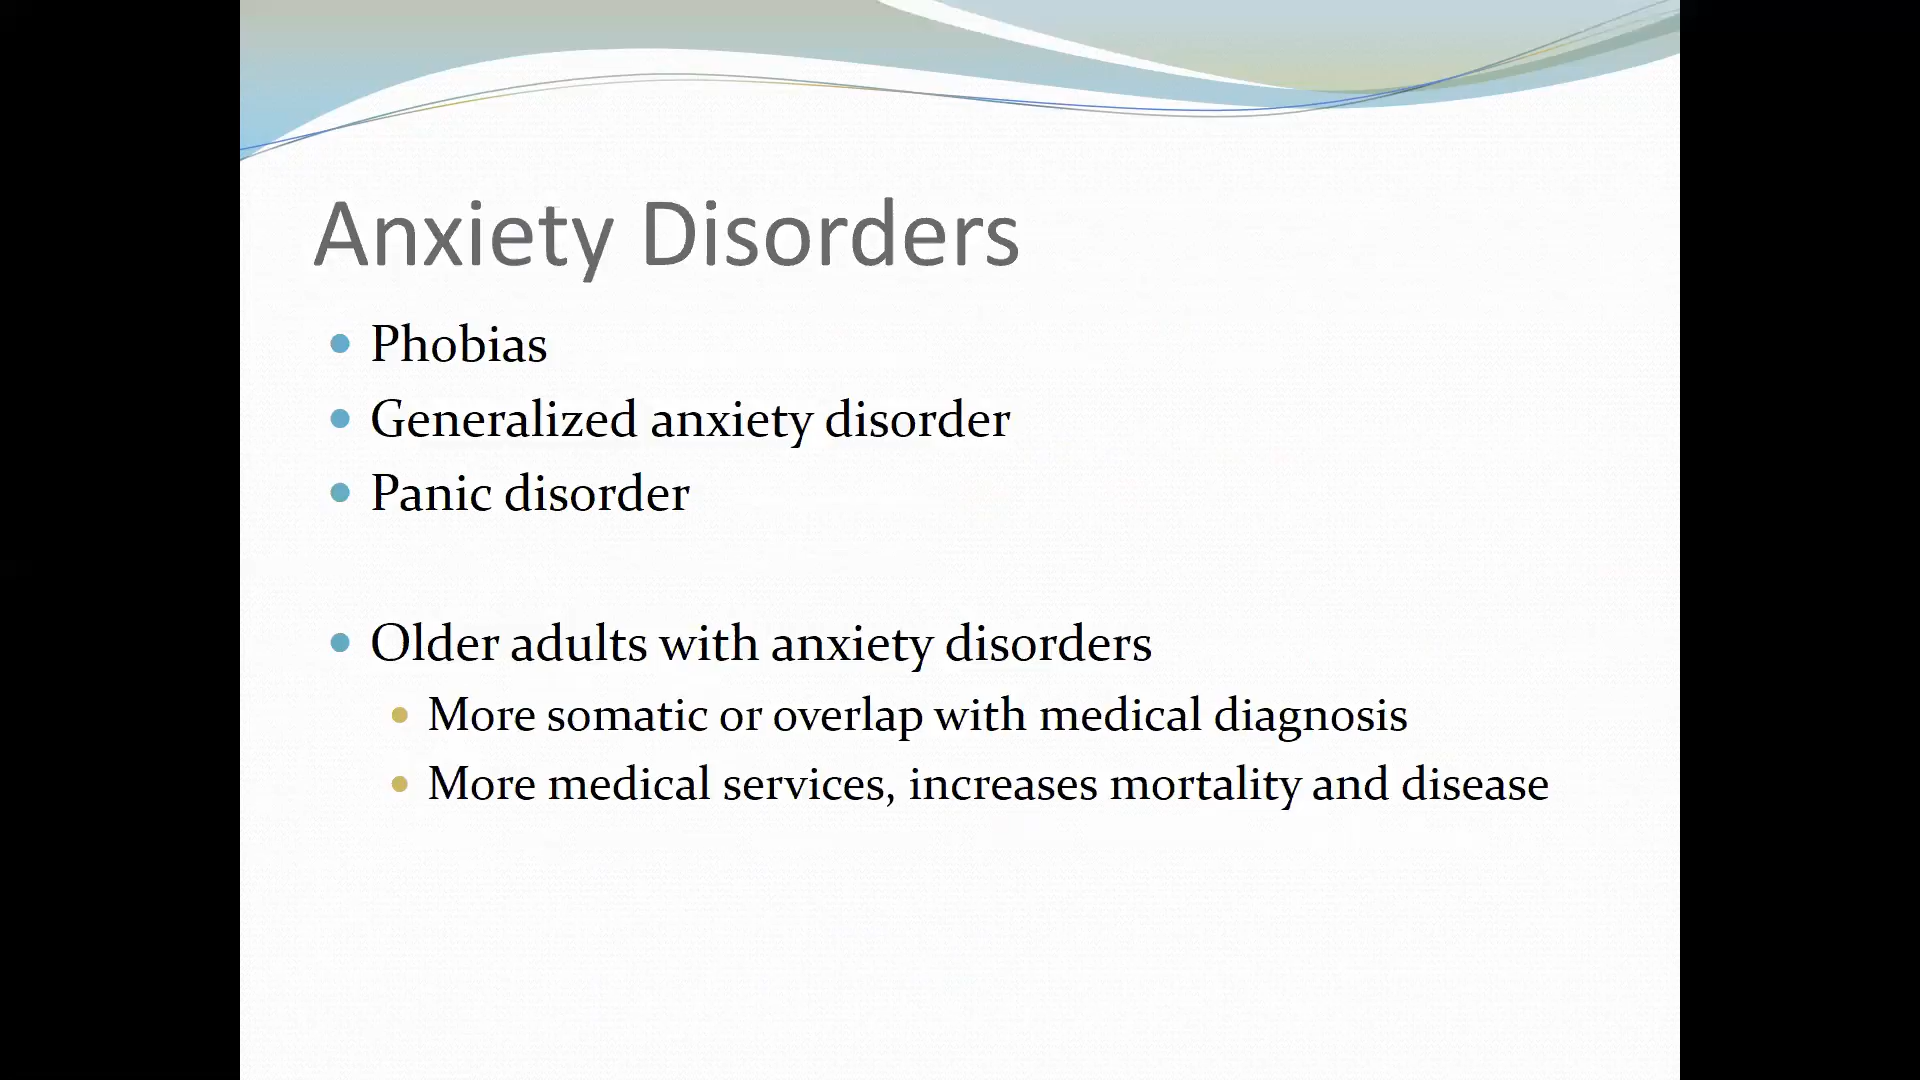 Anxiety Disorders
Phobias
Generalized anxiety disorder
Panic disorder
Older adults with anxiety disorders
More somatic or overlap with medical diagnosis
More medical services, increases mortality and disease